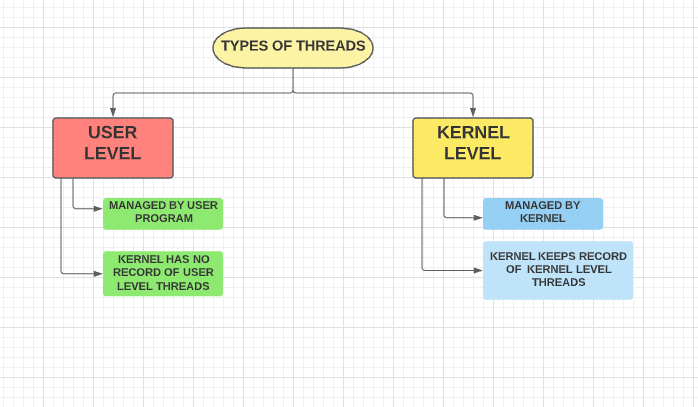 TYPES OF THREADS
USER
LEVEL
KERNEL
LEVEL
MANAGED BY USER
PROGRAM
KERNEL HAS NO
RECORD OF USER
LEVEL THREADS
MANAGED BY
KERNEL
KERNEL KEEPS RECORD
OF KERNEL LEVEL
THREADS